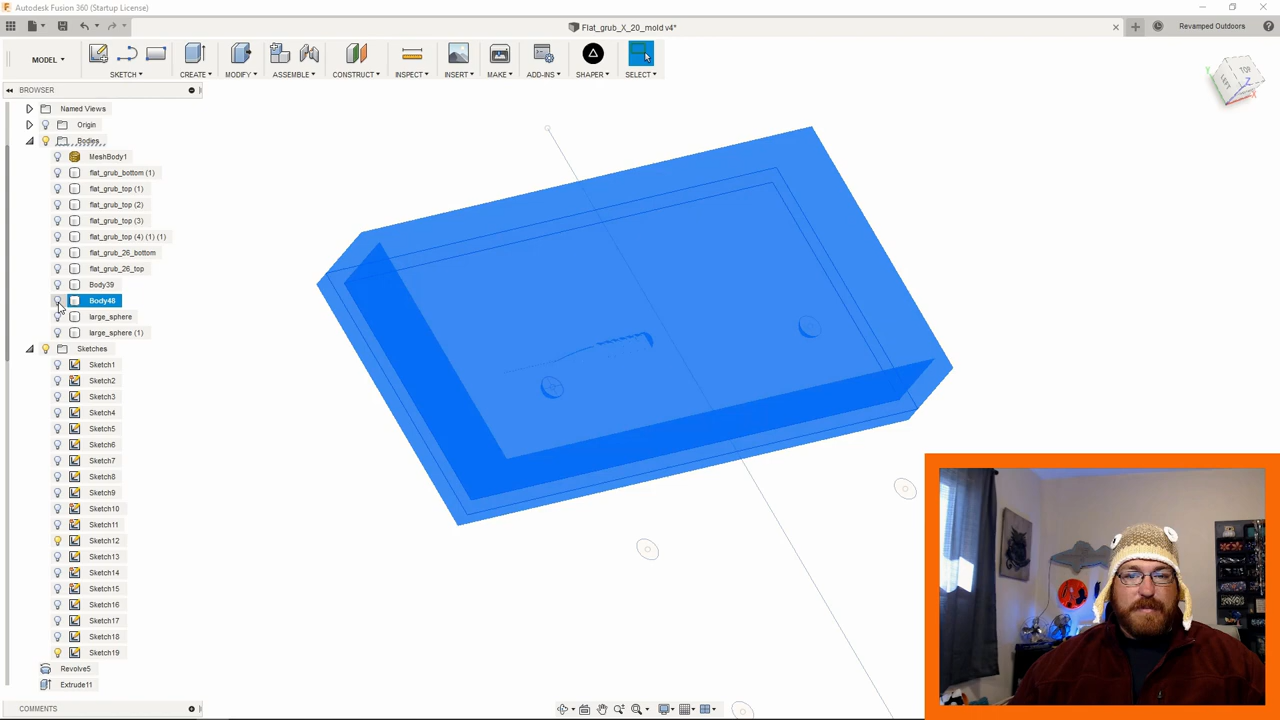 Autodesk Fusion 360 (Startup License)
Flat_grub_X_20_mold v4*
Revamped Outdoors
MODEL
SKETCH
CREATE
MODIFY
ASSEMBLE
CONSTRUCT
INSPECT
INSERT
MAKE
ADD-INS
SHAPER
SELECT
BROWSER
LEFT
TOP
Z
Y
X
Named Views
Origin
Bodies
MeshBody1
flat_grub_bottom (1)
flat_grub_top (1)
flat_grub_top (2)
flat_grub_top (3)
flat_grub_top (4) (1) (1)
flat_grub_26_bottom
flat_grub_26_top
Body39
Body48
large_sphere
large_sphere (1)
Sketches
Sketch1
Sketch2
Sketch3
Sketch4
Sketch5
Sketch6
Sketch7
Sketch8
Sketch9
Sketch10
Sketch11
Sketch12
Sketch13
Sketch14
Sketch15
Sketch16
Sketch17
Sketch18
Sketch19
Revolve5
Extrude11
COMMENTS